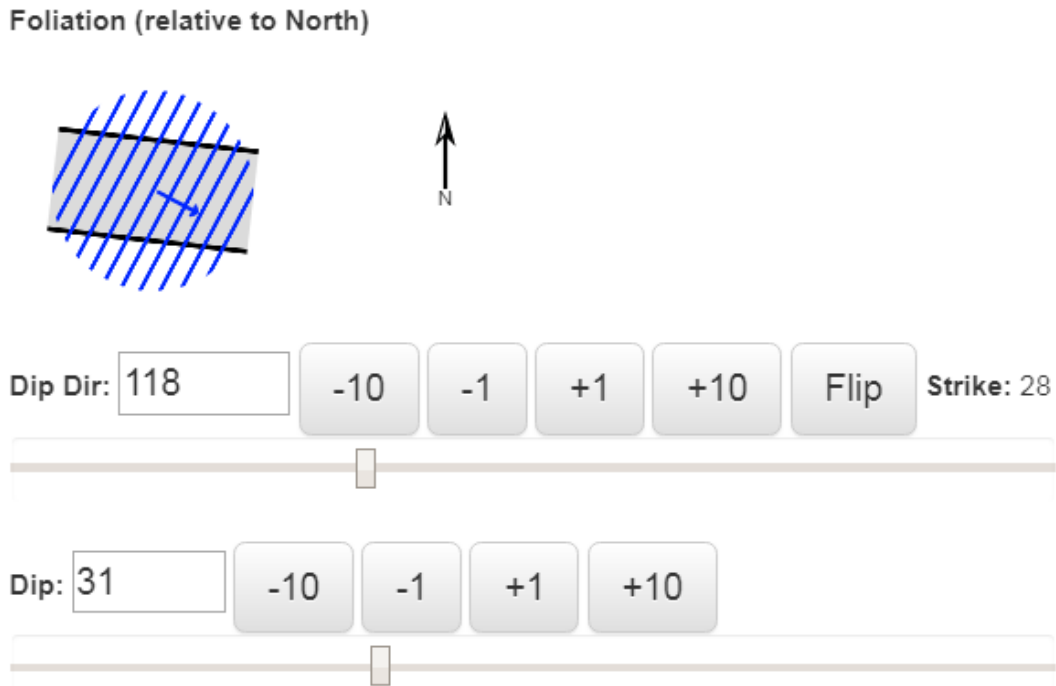 Foliation (relative to North)
N
Dip Dir: 118 -10 -1 +1 +10 Flip Strike: 28
Dip: 31 -10 -1 +1 +10